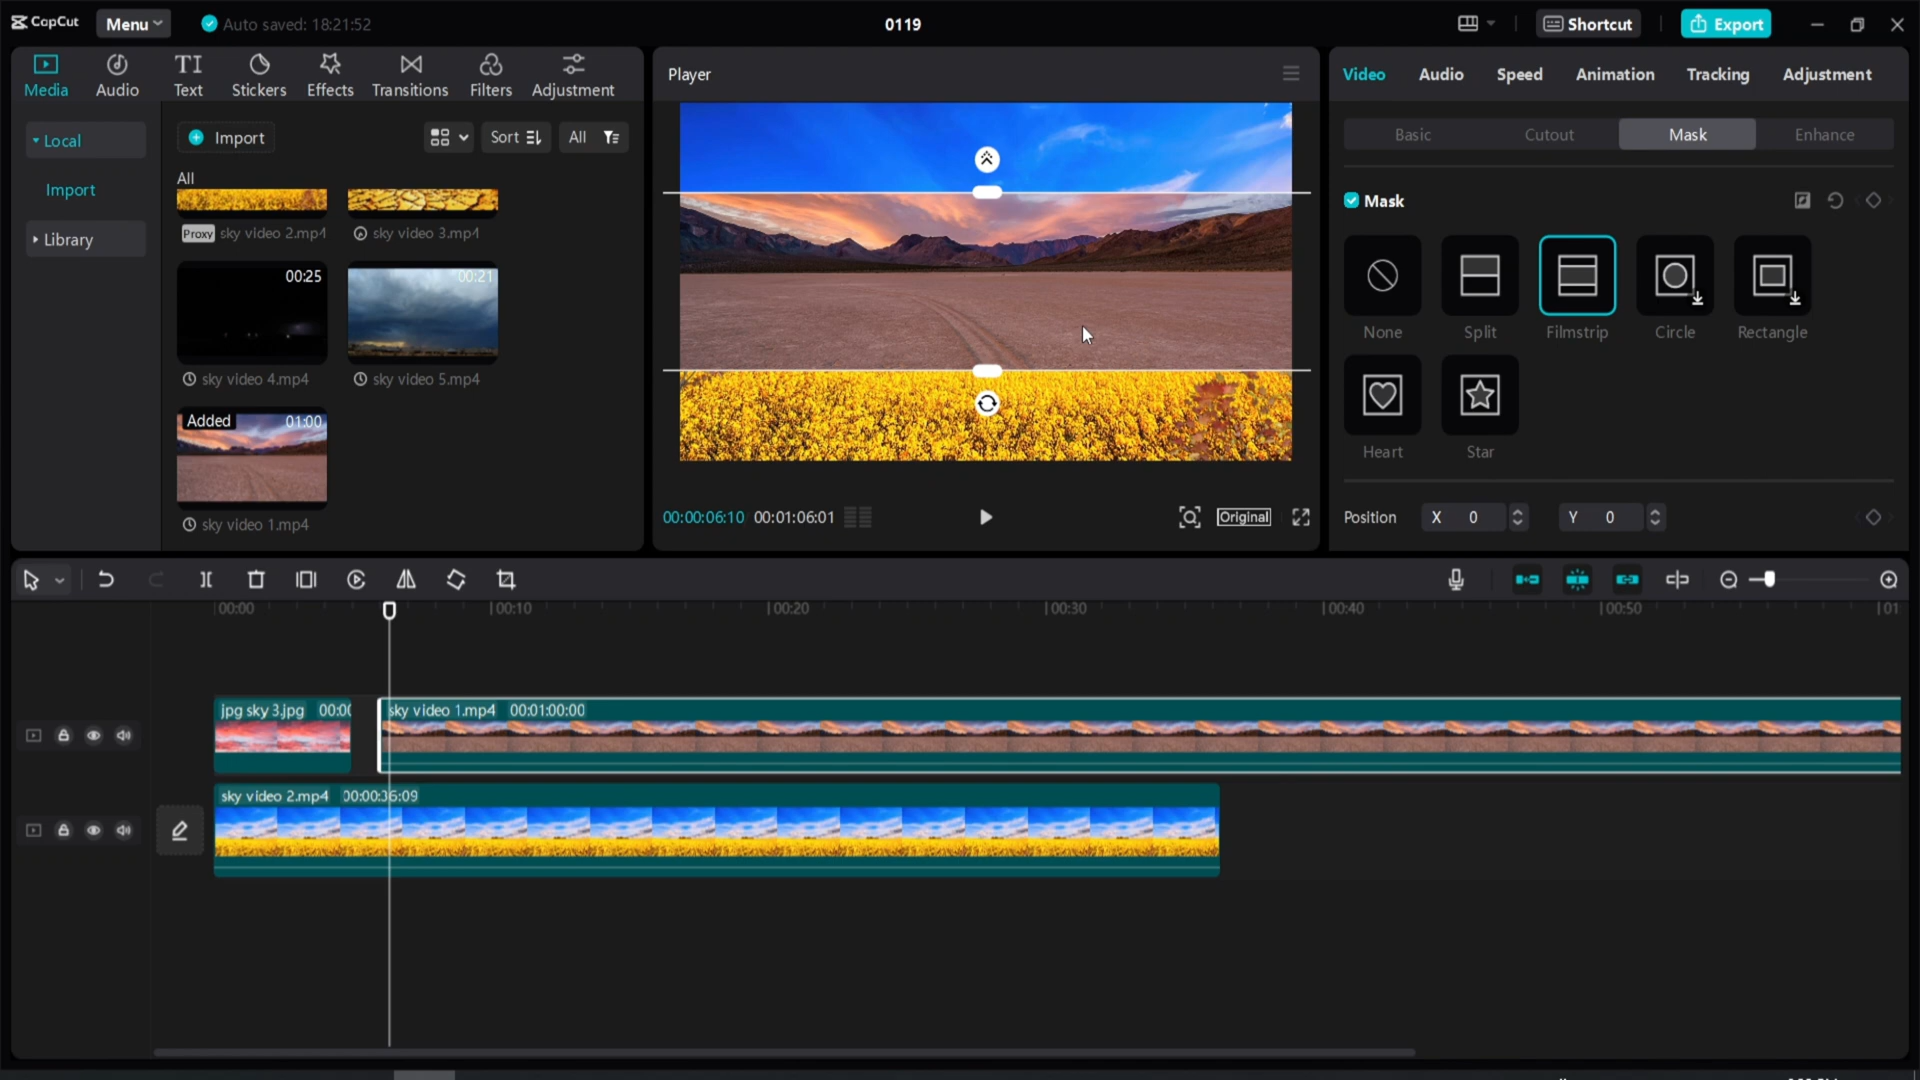 CapCut Menu Auto saved: 18:21:52 0119 Shortcut Export
Media Audio Text Stickers Effects Transitions Filters Adjustment
Local
Import
Library
Import Sort All
All
Proxy sky video 2.mp4 sky video 3.mp4
00:25 00:21
sky video 4.mp4 sky video 5.mp4
Added 01:00
sky video 1.mp4
Player
00:00:06:10 00:01:06:01 Original
Video Audio Speed Animation Tracking Adjustment
Basic Cutout Mask Enhance
Mask
None Split Filmstrip Circle Rectangle
Heart Star
Position X 0 Y 0
00:00 00:10 00:20 00:30 00:40 00:50 01
jpg sky 3.jpg 00:00 sky video 1.mp4 00:01:00:00
sky video 2.mp4 00:00:36:09